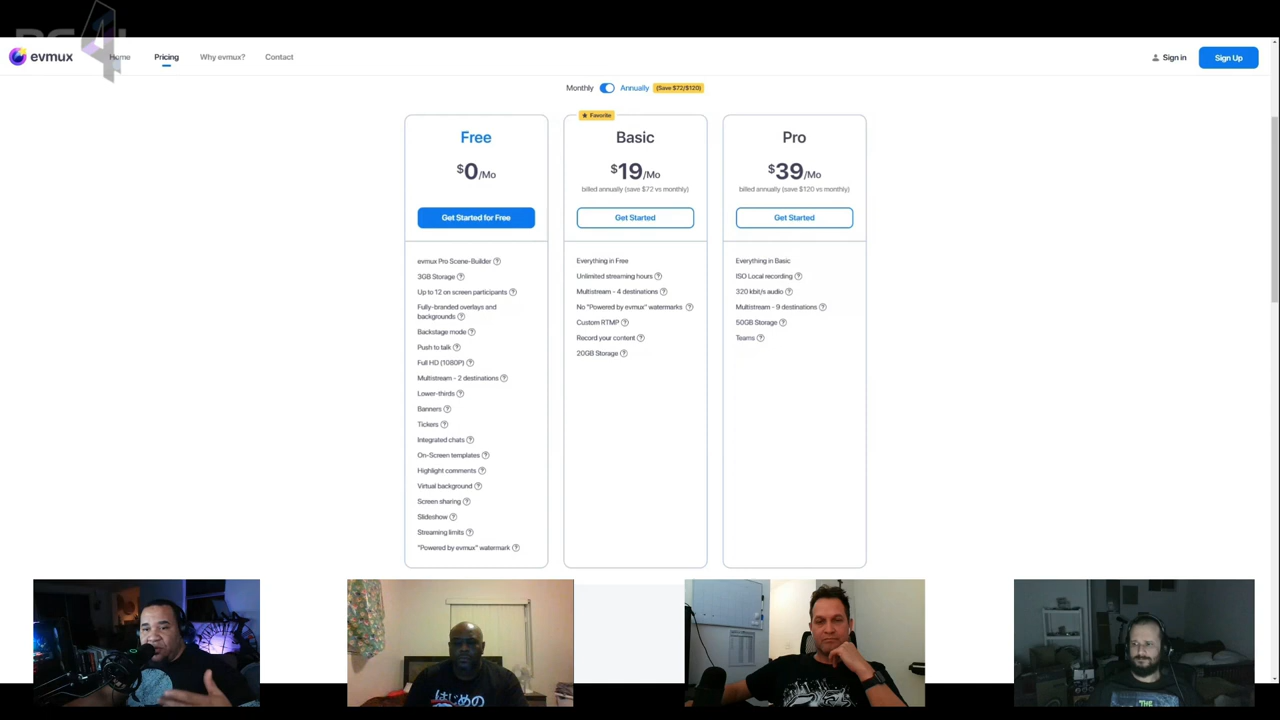 evmux
Home
Pricing
Why evmux?
Contact
Sign in
Sign Up
Monthly
Annually
(Save $72/$120)
Favorite
Free
$0/Mo
Get Started for Free
evmux Pro Scene-Builder
3GB Storage
Up to 12 on screen participants
Fully-branded overlays and
backgrounds
Backstage mode
Push to talk
Full HD (1080P)
Multistream - 2 destinations
Lower-thirds
Banners
Tickers
Integrated chats
On-Screen templates
Highlight comments
Virtual background
Screen sharing
Slideshow
Streaming limits
"Powered by evmux" watermark
Basic
$19/Mo
billed annually (save $72 vs monthly)
Get Started
Everything in Free
Unlimited streaming hours
Multistream - 4 destinations
No "Powered by evmux" watermarks
Custom RTMP
Record your content
20GB Storage
Pro
$39/Mo
billed annually (save $120 vs monthly)
Get Started
Everything in Basic
ISO Local recording
320 kbit/s audio
Multistream - 9 destinations
50GB Storage
Teams
はじめの
THE